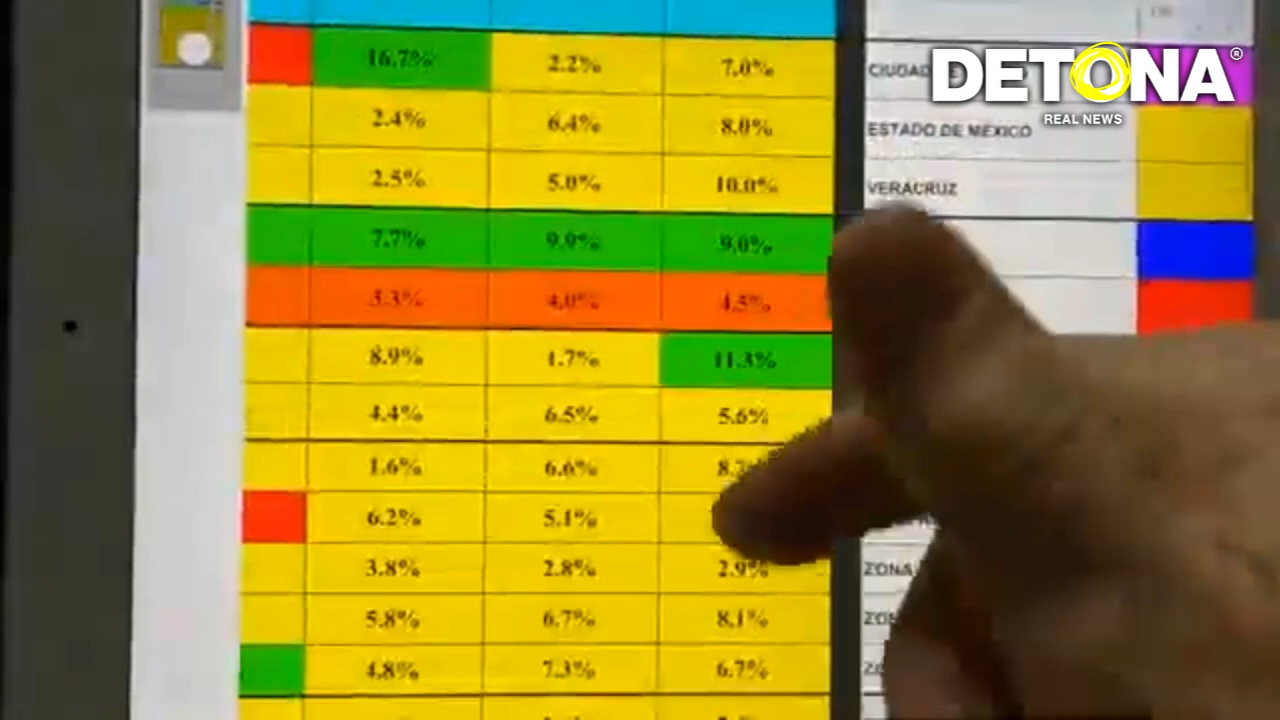 DETONA®
REAL NEWS
16.7% 2.2% 7.0%
2.4% 6.4% 8.0%
ESTADO DE MÉXICO
2.5% 5.0% 10.0%
VERACRUZ
7.7% 9.9% 9.0%
3.3% 4.0% 4.5%
8.9% 1.7% 11.3%
4.4% 6.5% 5.6%
1.6% 6.6%
6.2% 5.1%
3.8% 2.8% 2.9%
5.8% 6.7% 8.1%
4.8% 7.3% 6.7%